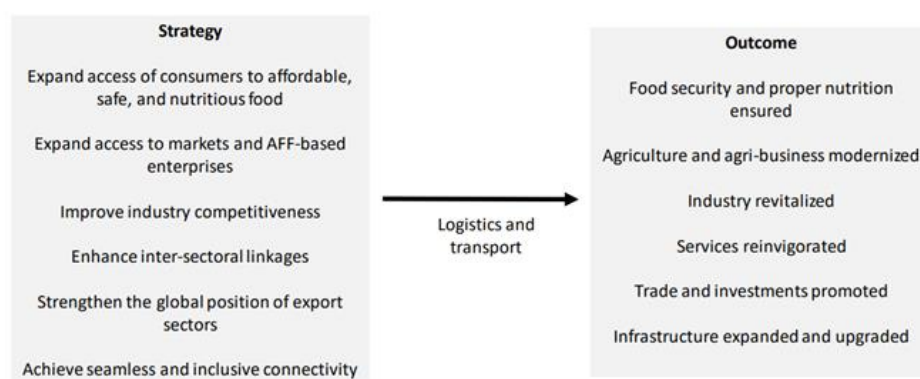 Strategy
Expand access of consumers to affordable,
safe, and nutritious food
Expand access to markets and AFF-based
enterprises
Improve industry competitiveness
Enhance inter-sectoral linkages
Strengthen the global position of export
sectors
Achieve seamless and inclusive connectivity
Logistics and
transport
Outcome
Food security and proper nutrition
ensured
Agriculture and agri-business modernized
Industry revitalized
Services reinvigorated
Trade and investments promoted
Infrastructure expanded and upgraded